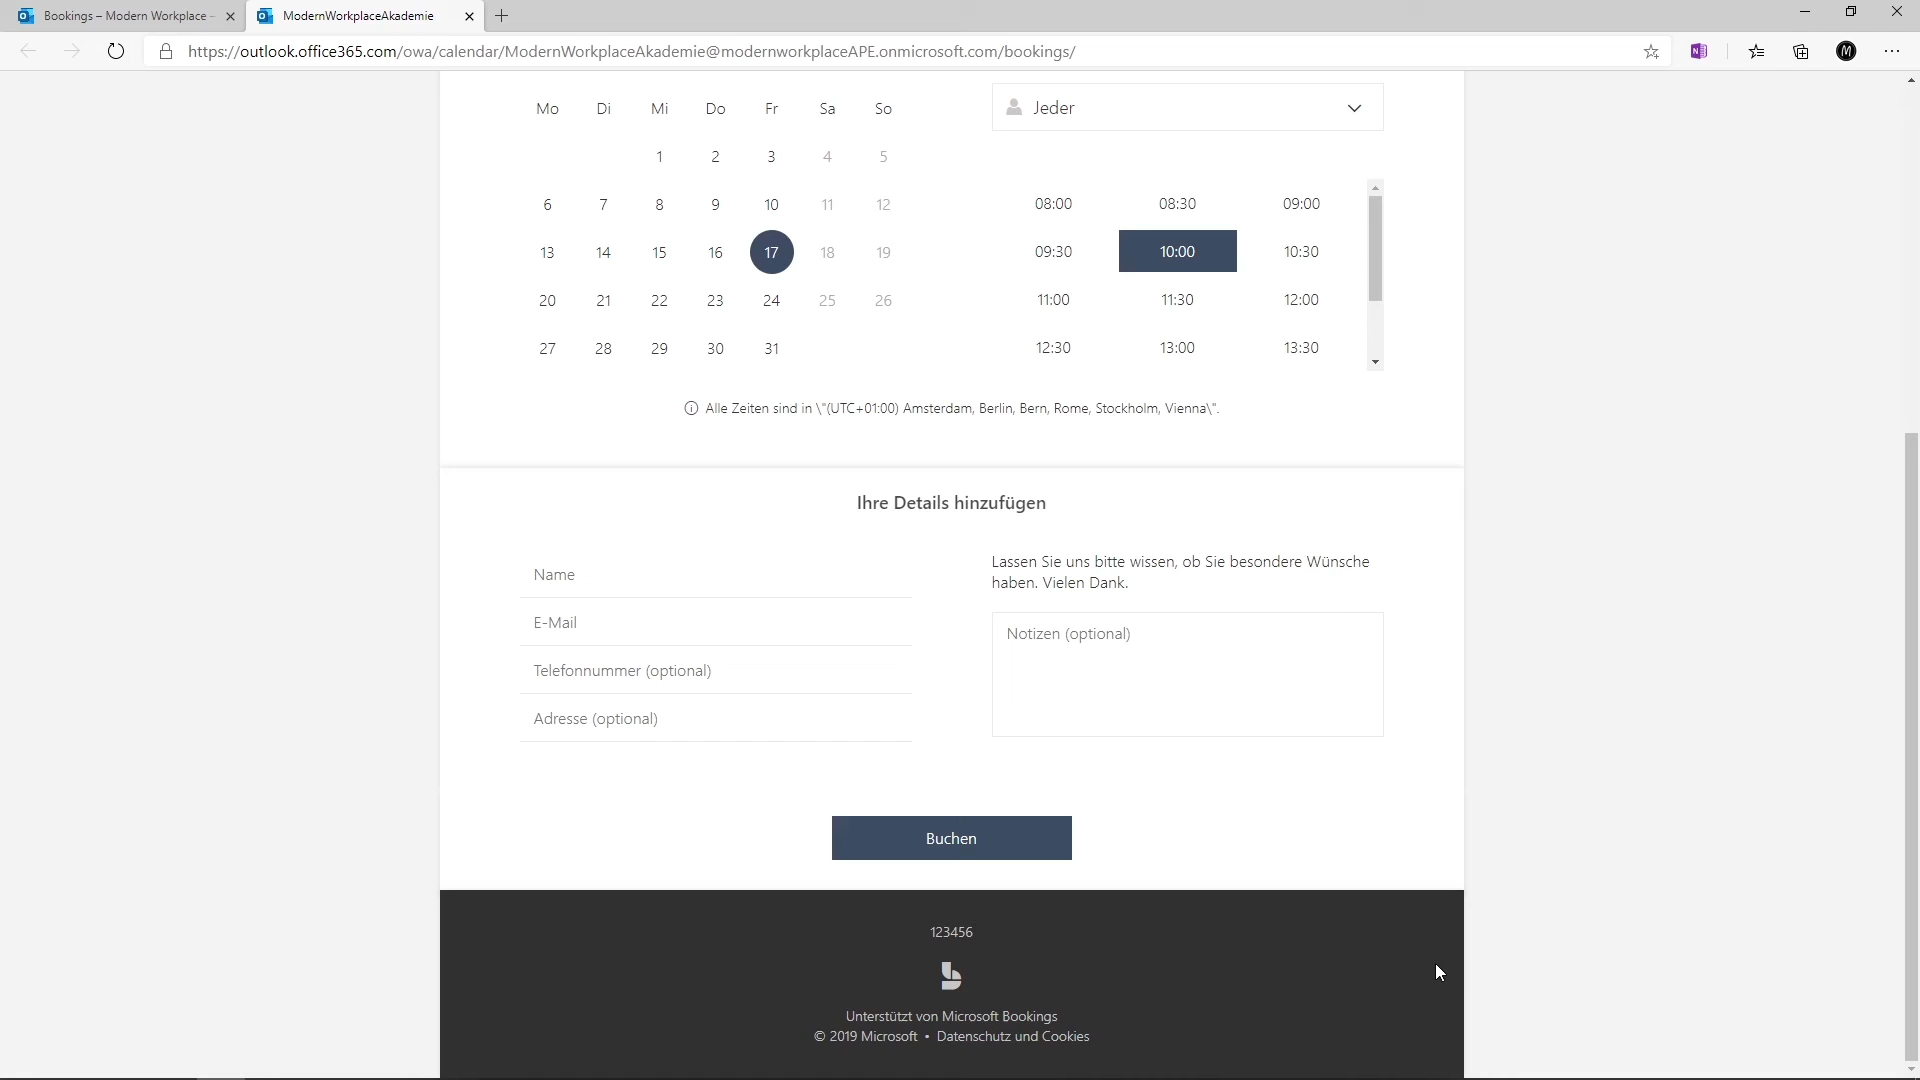 Bookings – Modern Workplace –
ModernWorkplaceAkademie
https://outlook.office365.com/owa/calendar/ModernWorkplaceAkademie@modernworkplaceAPE.onmicrosoft.com/bookings/
M
Mo Di Mi Do Fr Sa So
1 2 3 4 5
6 7 8 9 10 11 12
13 14 15 16 17 18 19
20 21 22 23 24 25 26
27 28 29 30 31
Jeder
08:00 08:30 09:00
09:30 10:00 10:30
11:00 11:30 12:00
12:30 13:00 13:30
Alle Zeiten sind in \"(UTC+01:00) Amsterdam, Berlin, Bern, Rome, Stockholm, Vienna\".
Ihre Details hinzufügen
Name
E-Mail
Telefonnummer (optional)
Adresse (optional)
Lassen Sie uns bitte wissen, ob Sie besondere Wünsche
haben. Vielen Dank.
Notizen (optional)
Buchen
123456
Unterstützt von Microsoft Bookings
© 2019 Microsoft • Datenschutz und Cookies